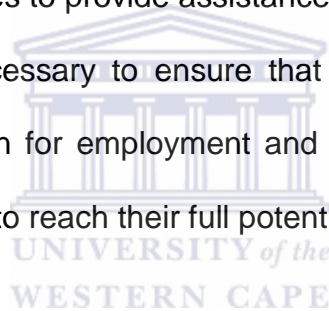 es to provide assistance
cessary to ensure that
n for employment and
to reach their full potent
UNIVERSITY of the
WESTERN CAPE